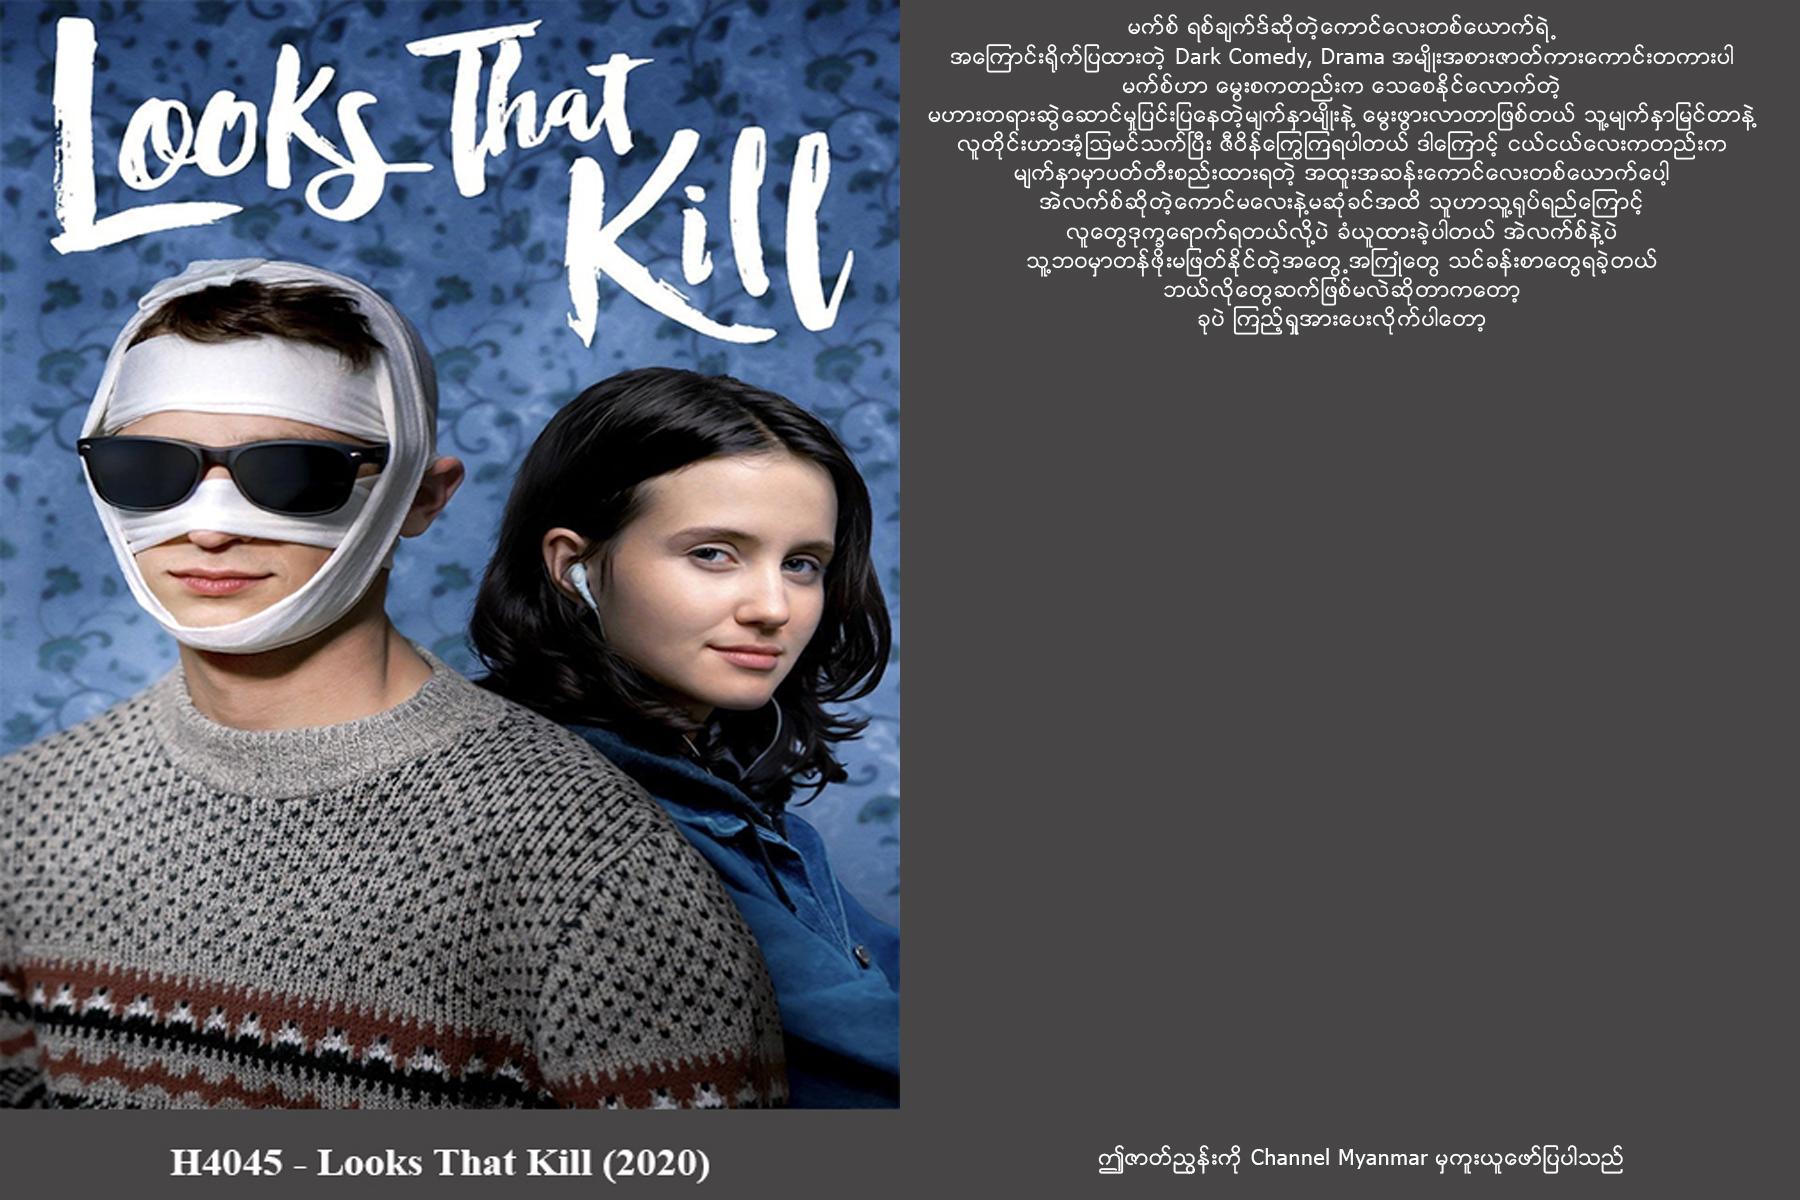 Looks That
Kill
မက်စ် ရစ်ချက်ဒ်ဆိုတဲ့ကောင်လေးတစ်ယောက်ရဲ့
အကြောင်းရိုက်ပြထားတဲ့ Dark Comedy, Drama အမျိုးအစားဇာတ်ကားကောင်းတကားပါ
မက်စ်ဟာ မွေးစကတည်းက သေစေနိုင်လောက်တဲ့
မဟားတရားဆွဲဆောင်မှုပြင်းပြနေတဲ့မျက်နှာမျိုးနဲ့ မွေးဖွားလာတာဖြစ်တယ် သူ့မျက်နှာမြင်တာနဲ့
လူတိုင်းဟာအံ့ဩမင်သက်ပြီး ဇီဝိန်ကြွေကြရပါတယ် ဒါကြောင့် ငယ်ငယ်လေးကတည်းက
မျက်နှာမှာပတ်တီးစည်းထားရတဲ့ အထူးအဆန်းကောင်လေးတစ်ယောက်ပေါ့
အဲလက်စ်ဆိုတဲ့ကောင်မလေးနဲ့မဆုံခင်အထိ သူဟာသူ့ရုပ်ရည်ကြောင့်
လူတွေဒုက္ခရောက်ရတယ်လို့ပဲ ခံယူထားခဲ့ပါတယ် အဲလက်စ်နဲ့ပဲ
သူ့ဘဝမှာတန်ဖိုးမဖြတ်နိုင်တဲ့အတွေ့အကြုံတွေ သင်ခန်းစာတွေရခဲ့တယ်
ဘယ်လိုတွေဆက်ဖြစ်မလဲဆိုတာကတော့
ခုပဲ ကြည့်ရှုအားပေးလိုက်ပါတော့
H4045 - Looks That Kill (2020)
ဤဇာတ်ညွှန်းကို Channel Myanmar မှကူးယူဖော်ပြပါသည်